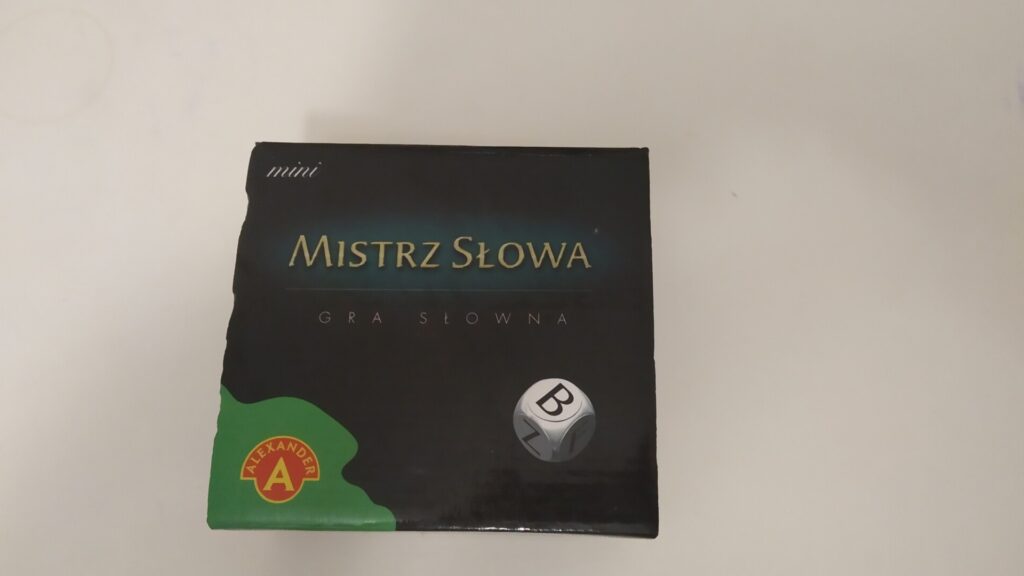 mini
MISTRZ SŁOWA
GRA SŁOWNA
B
Z
ALEXANDER
A